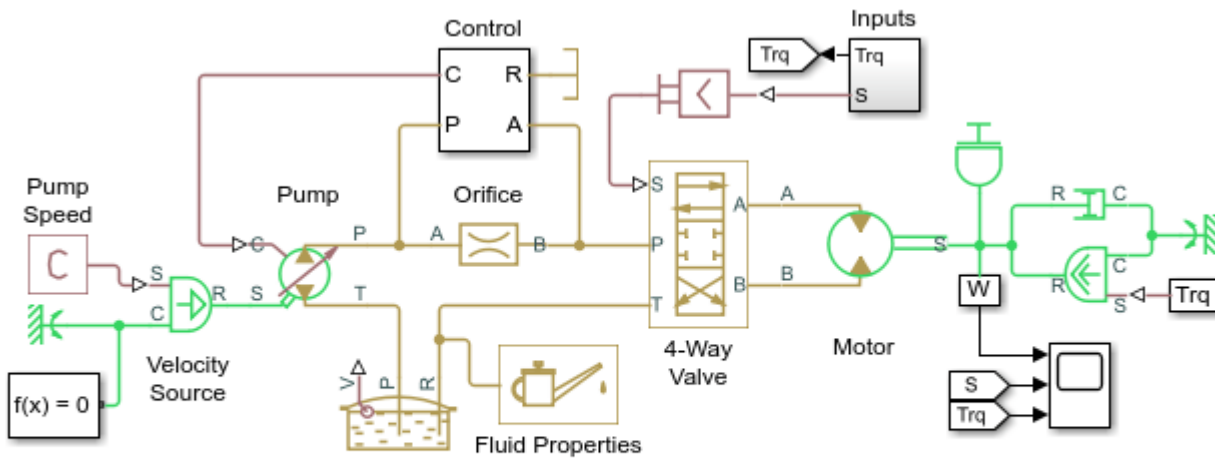 Inputs
Control
Trq
Trq
S
C
R
P
A
Pump
Speed
Pump
Orifice
S
A
A
R
C
C
P
A
B
P
S
C
S
R
S
T
B
B
T
C
R
S
W
Trq
C
4-Way
Valve
Motor
Velocity
Source
V
P
R
f(x) = 0
S
Trq
Fluid Properties